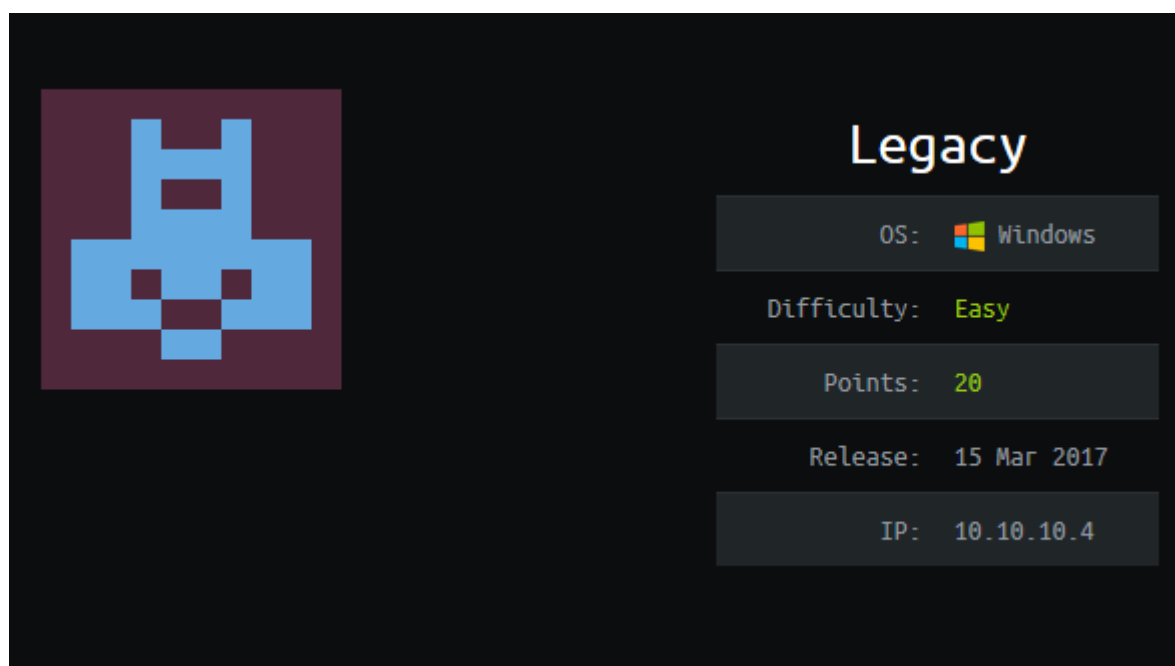 Legacy
OS: Windows
Difficulty: Easy
Points: 20
Release: 15 Mar 2017
IP: 10.10.10.4